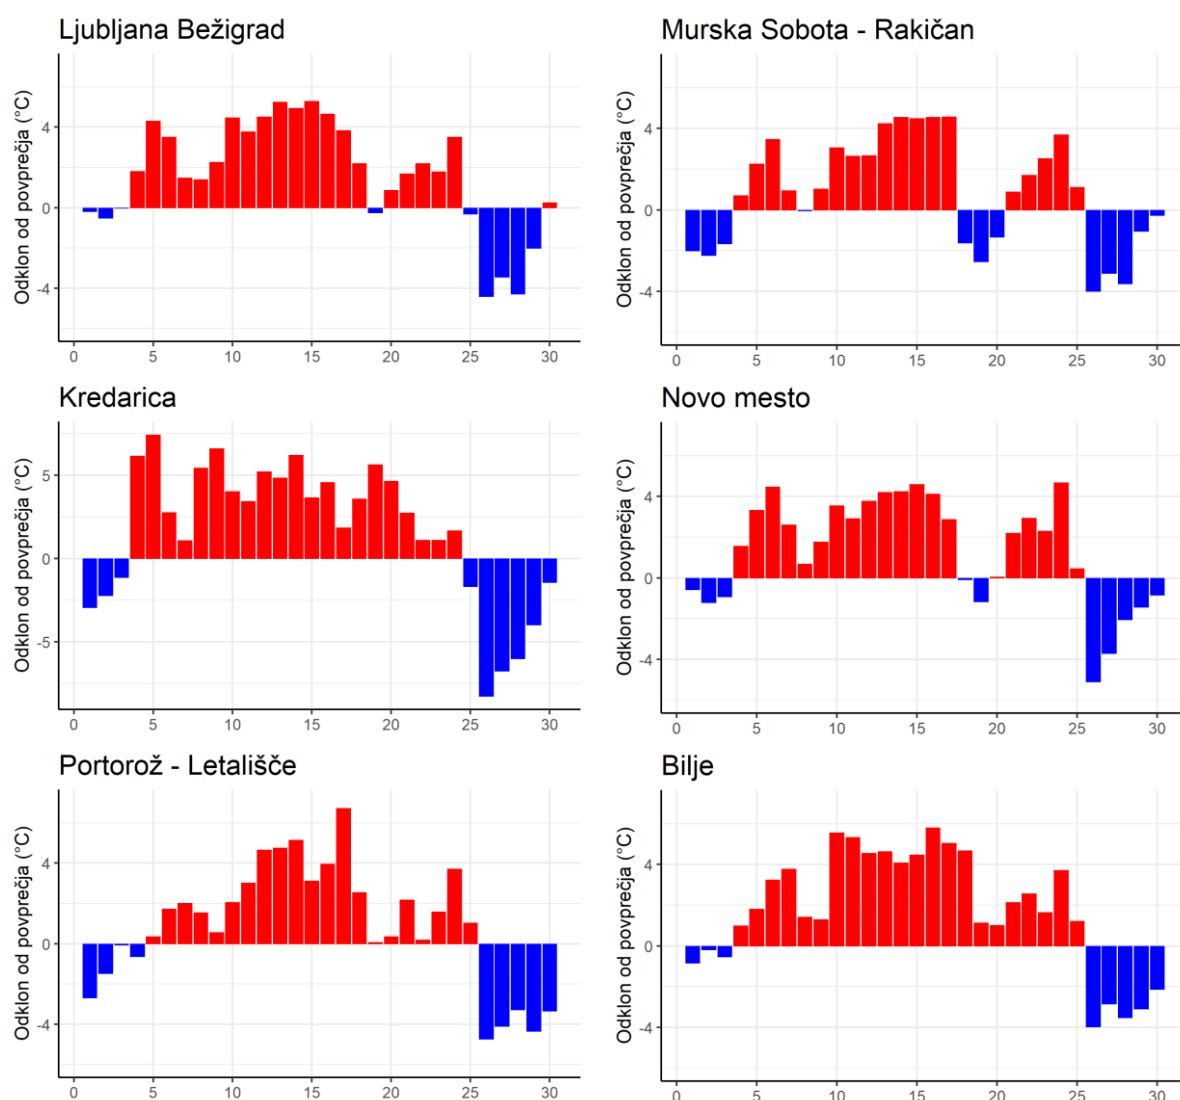 Ljubljana Bežigrad
Odklon od povprečja (°C)
4
0
-4
0 5 10 15 20 25 30
Murska Sobota - Rakičan
Odklon od povprečja (°C)
4
0
-4
0 5 10 15 20 25 30
Kredarica
Odklon od povprečja (°C)
5
0
-5
0 5 10 15 20 25 30
Novo mesto
Odklon od povprečja (°C)
4
0
-4
0 5 10 15 20 25 30
Portorož - Letališče
Odklon od povprečja (°C)
4
0
-4
0 5 10 15 20 25 30
Bilje
Odklon od povprečja (°C)
4
0
-4
0 5 10 15 20 25 30